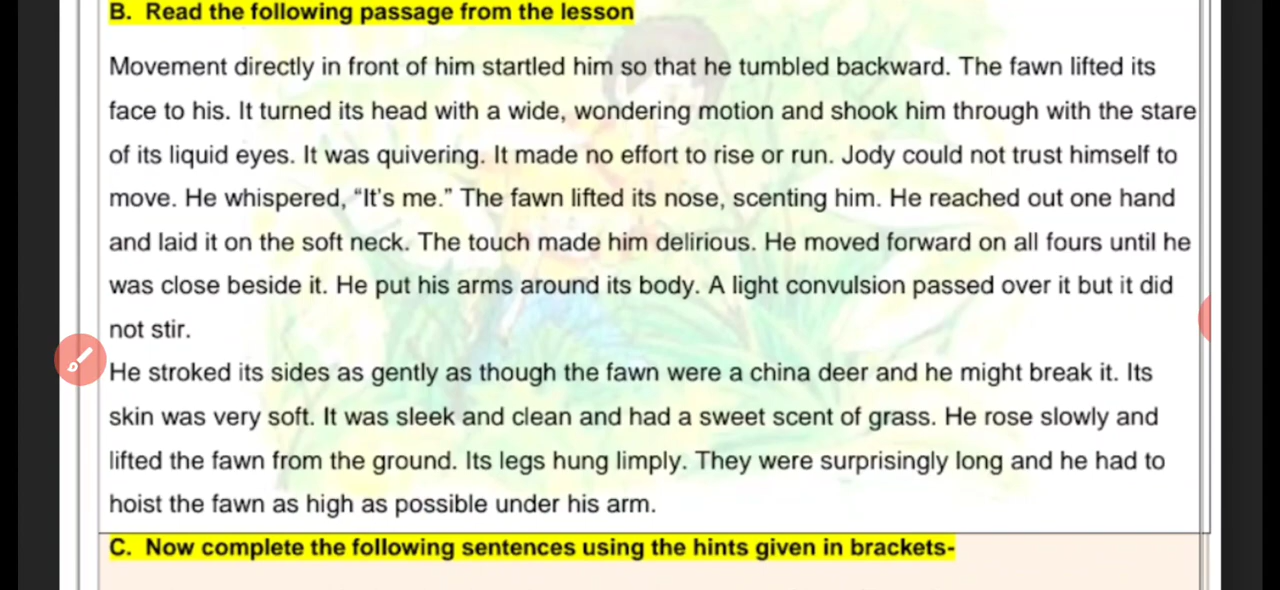 B. Read the following passage from the lesson
Movement directly in front of him startled him so that he tumbled backward. The fawn lifted its
face to his. It turned its head with a wide, wondering motion and shook him through with the stare
of its liquid eyes. It was quivering. It made no effort to rise or run. Jody could not trust himself to
move. He whispered, “It’s me.” The fawn lifted its nose, scenting him. He reached out one hand
and laid it on the soft neck. The touch made him delirious. He moved forward on all fours until he
was close beside it. He put his arms around its body. A light convulsion passed over it but it did
not stir.
He stroked its sides as gently as though the fawn were a china deer and he might break it. Its
skin was very soft. It was sleek and clean and had a sweet scent of grass. He rose slowly and
lifted the fawn from the ground. Its legs hung limply. They were surprisingly long and he had to
hoist the fawn as high as possible under his arm.
C. Now complete the following sentences using the hints given in brackets-